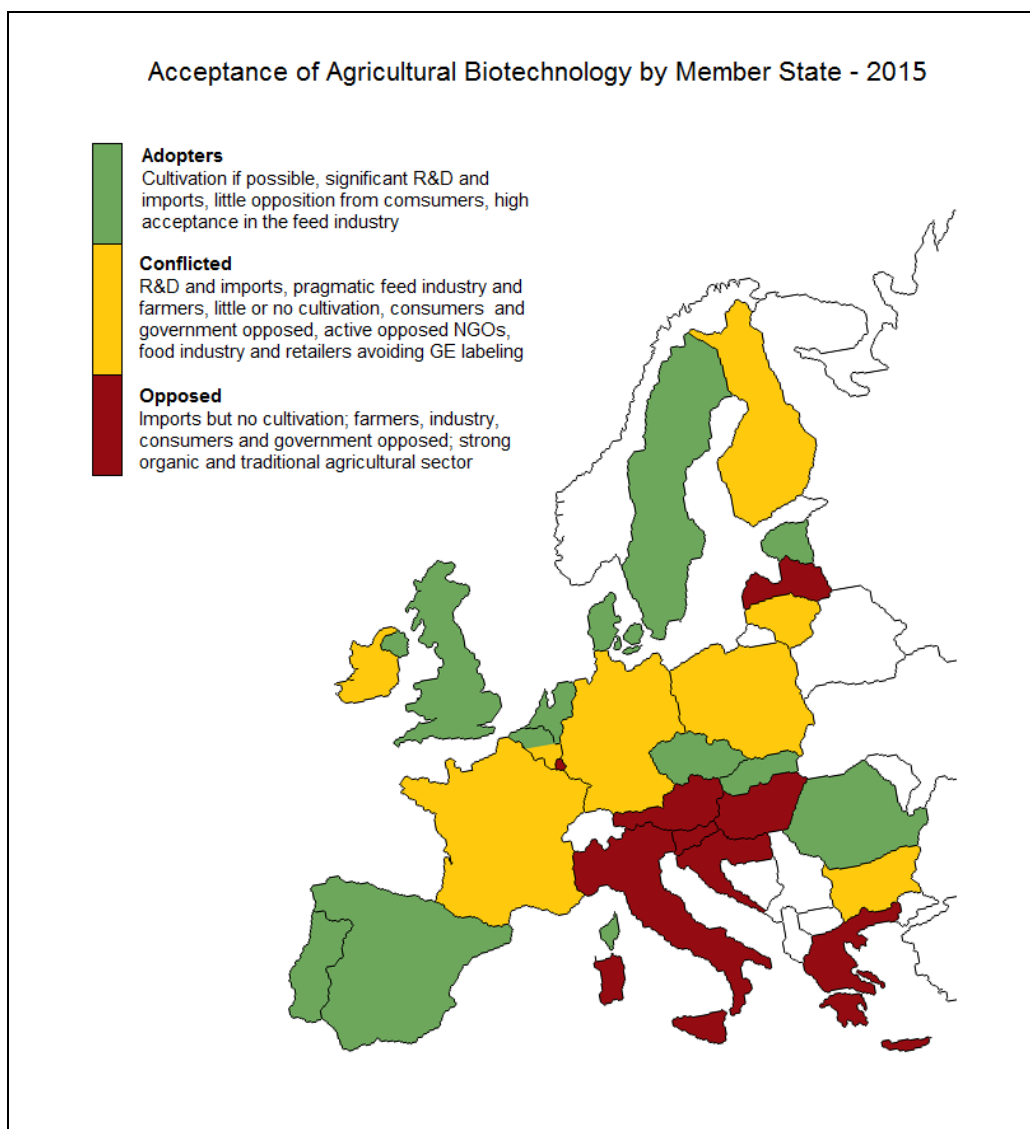 Acceptance of Agricultural Biotechnology by Member State - 2015
Adopters
Cultivation if possible, significant R&D and
imports, little opposition from comsumers, high
acceptance in the feed industry
Conflicted
R&D and imports, pragmatic feed industry and
farmers, little or no cultivation, consumers and
government opposed, active opposed NGOs,
food industry and retailers avoiding GE labeling
Opposed
Imports but no cultivation; farmers, industry,
consumers and government opposed; strong
organic and traditional agricultural sector